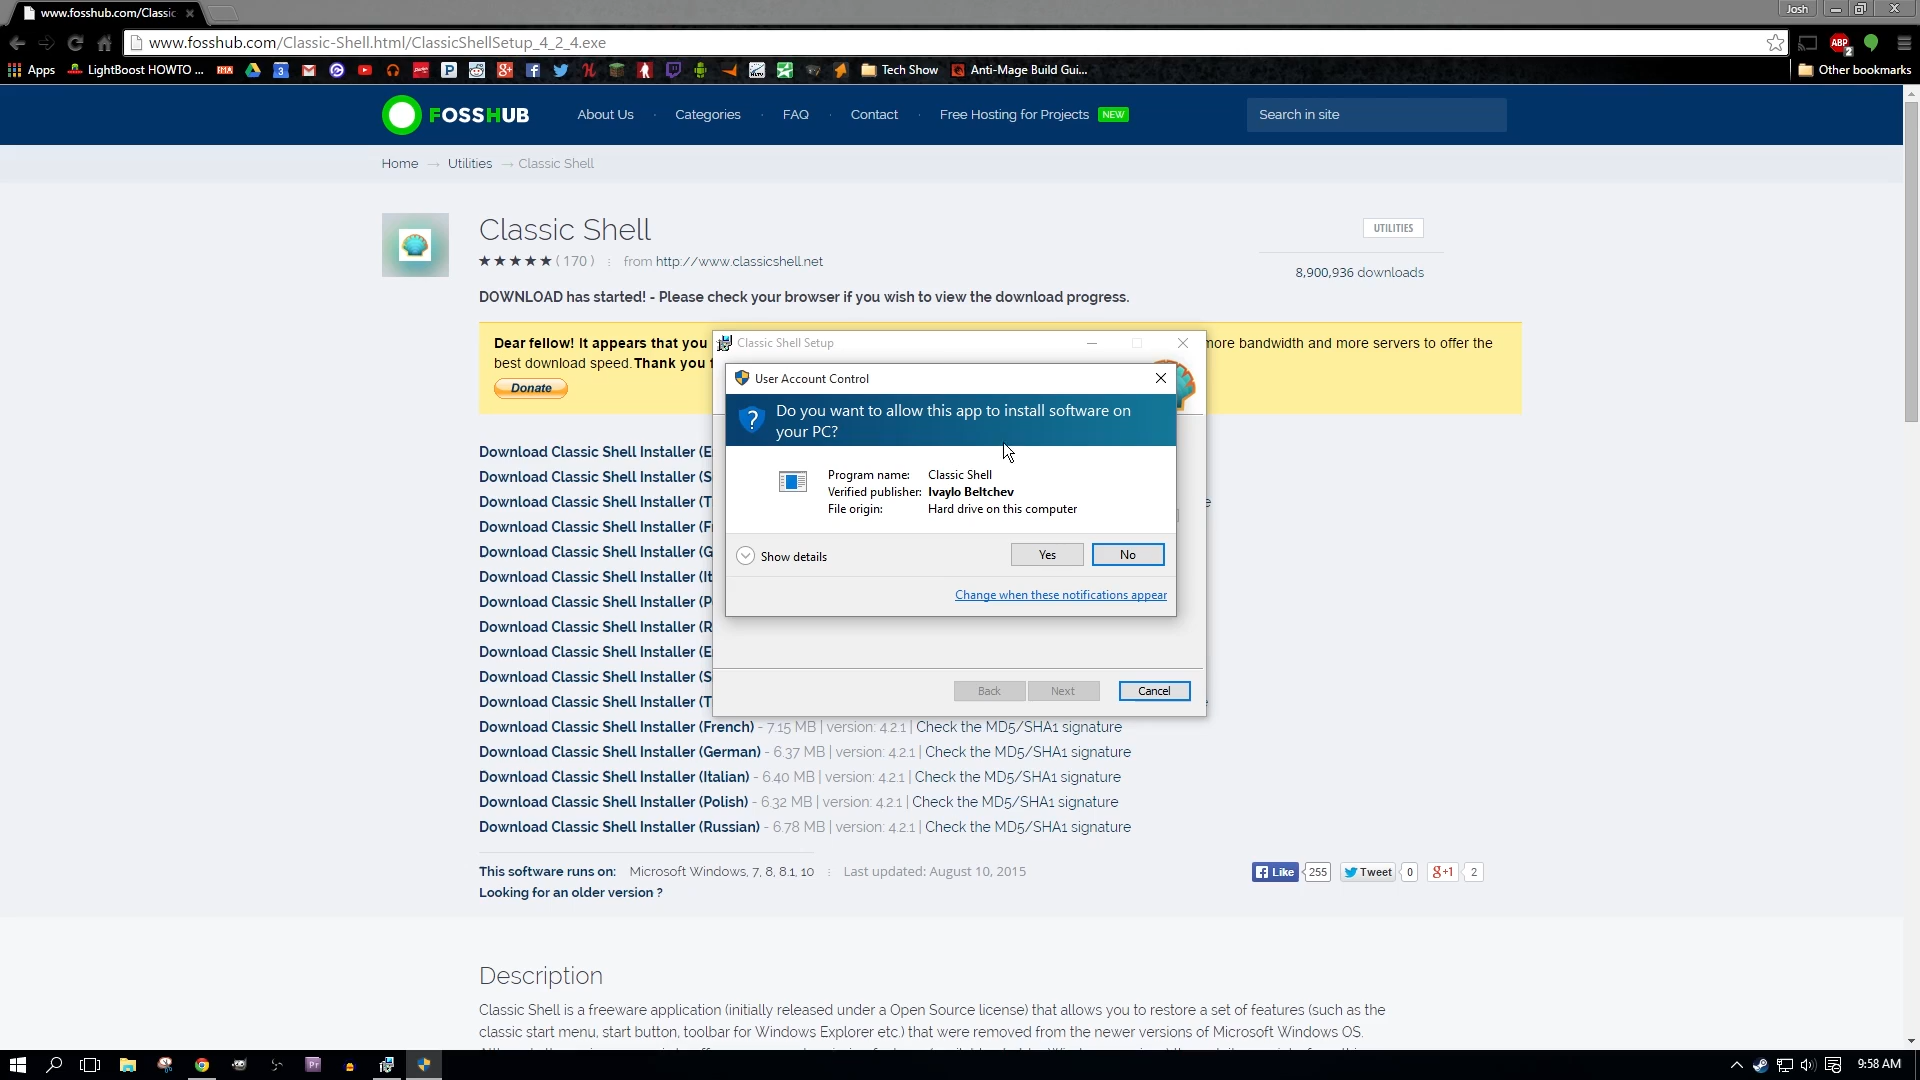 www.fosshub.com/Classic
Josh
www.fosshub.com/Classic-Shell.html/ClassicShellSetup_4_2_4.exe
ABP
2
Apps
LightBoost HOWTO ...
Tech Show
Anti-Mage Build Gui...
Other bookmarks
FOSSHUB
About Us
Categories
FAQ
Contact
Free Hosting for Projects NEW
Search in site
Home → Utilities → Classic Shell
Classic Shell
UTILITIES
★★★★★ ( 170 ) from http://www.classicshell.net
8,900,936 downloads
DOWNLOAD has started! - Please check your browser if you wish to view the download progress.
Dear fellow! It appears that you
more bandwidth and more servers to offer the
best download speed. Thank you
Donate
Classic Shell Setup
User Account Control
Do you want to allow this app to install software on
your PC?
Program name: Classic Shell
Verified publisher: Ivaylo Beltchev
File origin: Hard drive on this computer
Show details
Yes
No
Change when these notifications appear
Back
Next
Cancel
Download Classic Shell Installer (E
Download Classic Shell Installer (S
Download Classic Shell Installer (T
Download Classic Shell Installer (F
Download Classic Shell Installer (G
Download Classic Shell Installer (It
Download Classic Shell Installer (P
Download Classic Shell Installer (R
Download Classic Shell Installer (E
Download Classic Shell Installer (S
Download Classic Shell Installer (T
Download Classic Shell Installer (French) - 7.15 MB | version: 4.2.1 | Check the MD5/SHA1 signature
Download Classic Shell Installer (German) - 6.37 MB | version: 4.2.1 | Check the MD5/SHA1 signature
Download Classic Shell Installer (Italian) - 6.40 MB | version: 4.2.1 | Check the MD5/SHA1 signature
Download Classic Shell Installer (Polish) - 6.32 MB | version: 4.2.1 | Check the MD5/SHA1 signature
Download Classic Shell Installer (Russian) - 6.78 MB | version: 4.2.1 | Check the MD5/SHA1 signature
This software runs on: Microsoft Windows, 7, 8, 8.1, 10 Last updated: August 10, 2015
Looking for an older version ?
Like 255 Tweet 0 g+1 2
Description
Classic Shell is a freeware application (initially released under a Open Source license) that allows you to restore a set of features (such as the
classic start menu, start button, toolbar for Windows Explorer etc.) that were removed from the newer versions of Microsoft Windows OS.
9:58 AM